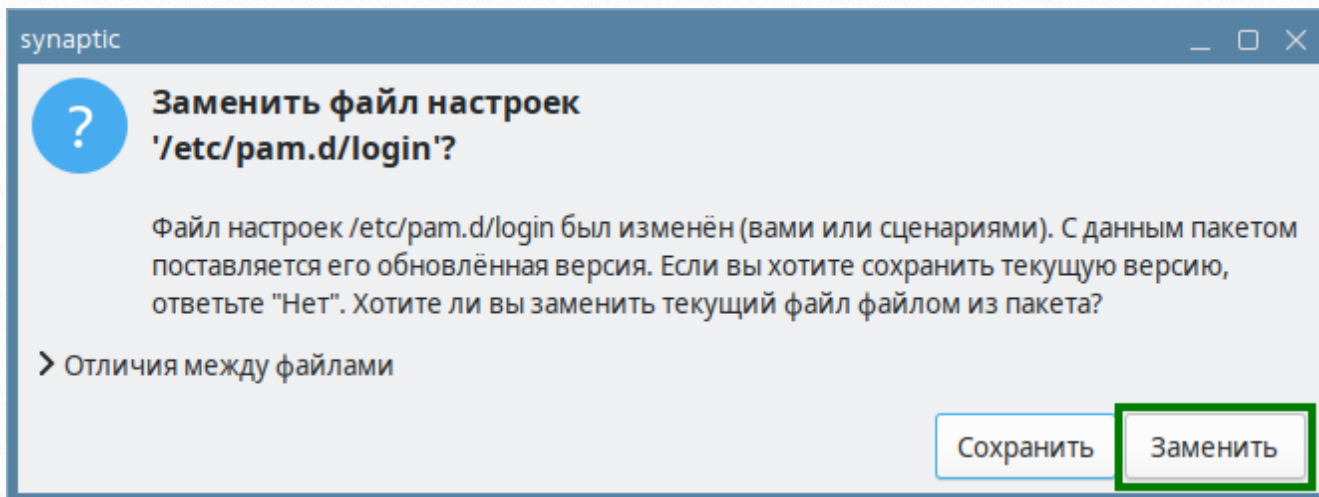 synaptic
Заменить файл настроек
'/etc/pam.d/login'?
Файл настроек /etc/pam.d/login был изменён (вами или сценариями). С данным пакетом
поставляется его обновлённая версия. Если вы хотите сохранить текущую версию,
ответьте "Нет". Хотите ли вы заменить текущий файл файлом из пакета?
Отличия между файлами
Сохранить
Заменить